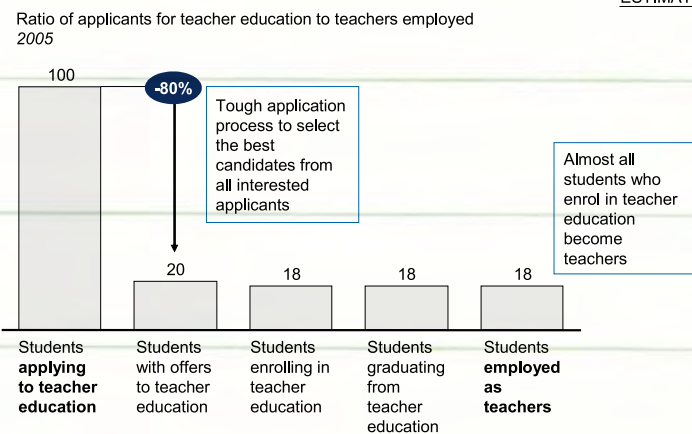 ESTIMAT
Ratio of applicants for teacher education to teachers employed
2005
100
-80%
Tough application
process to select
the best
candidates from
all interested
applicants
Almost all
students who
enrol in teacher
education
become
teachers
20
18
18
18
Students
applying
to teacher
education
Students
with offers
to teacher
education
Students
enrolling in
teacher
education
Students
graduating
from
teacher
education
Students
employed
as
teachers